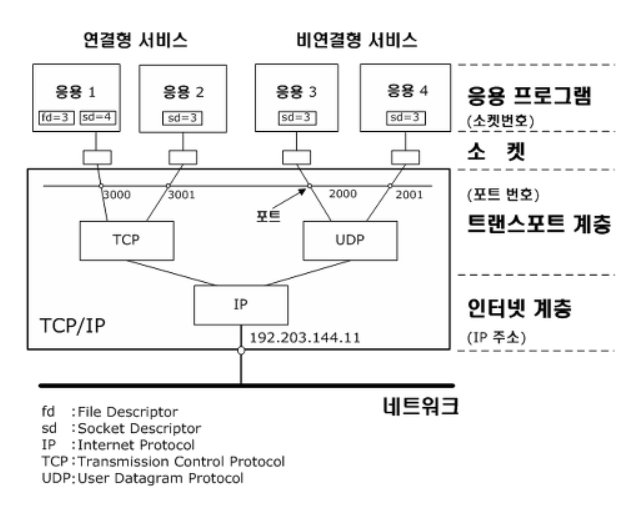 연결형 서비스
비연결형 서비스
응용 1
fd=3
sd=4
응용 2
sd=3
응용 3
sd=3
응용 4
sd=3
응용 프로그램
(소켓번호)
소 켓
3000
3001
2000
2001
포트
(포트 번호)
트랜스포트 계층
TCP
UDP
IP
TCP/IP
192.203.144.11
인터넷 계층
(IP 주소)
네트워크
fd :File Descriptor
sd :Socket Descriptor
IP :Internet Protocol
TCP:Transmission Control Protocol
UDP:User Datagram Protocol